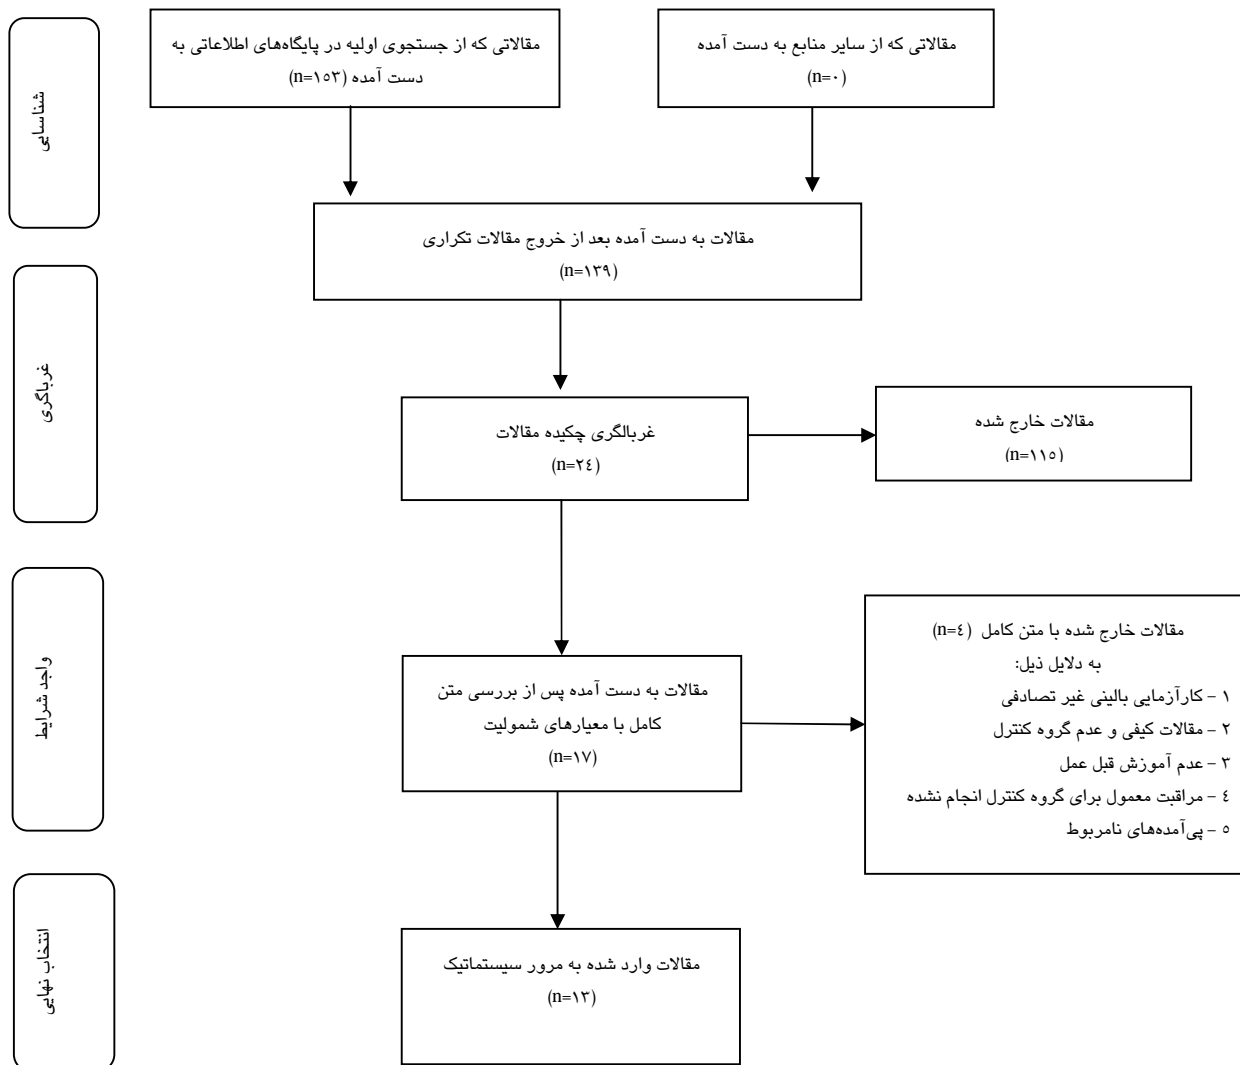 شناسایی
مقالاتی که از سایر منابع به دست آمده
(n=۰)
مقالاتی که از جستجوی اولیه در پایگاه‌های اطلاعاتی به
دست آمده (n=۱۵۳)
مقالات به دست آمده بعد از خروج مقالات تکراری
(n=۱۳۹)
غرباگری
غربالگری چکیده مقالات
(n=۲٤)
مقالات خارج شده
(n=۱۱۵)
واجد شرایط
مقالات به دست آمده پس از بررسی متن
کامل با معیارهای شمولیت
(n=۱۷)
مقالات خارج شده با متن کامل (n=٤)
به دلایل ذیل:
۱ - کارآزمایی بالینی غیر تصادفی
۲ - مقالات کیفی و عدم گروه کنترل
۳ - عدم آموزش قبل عمل
٤ - مراقبت معمول برای گروه کنترل انجام نشده
۵ - پی‌آمدهای نامربوط
انتخاب نهایی
مقالات وارد شده به مرور سیستماتیک
(n=۱۳)